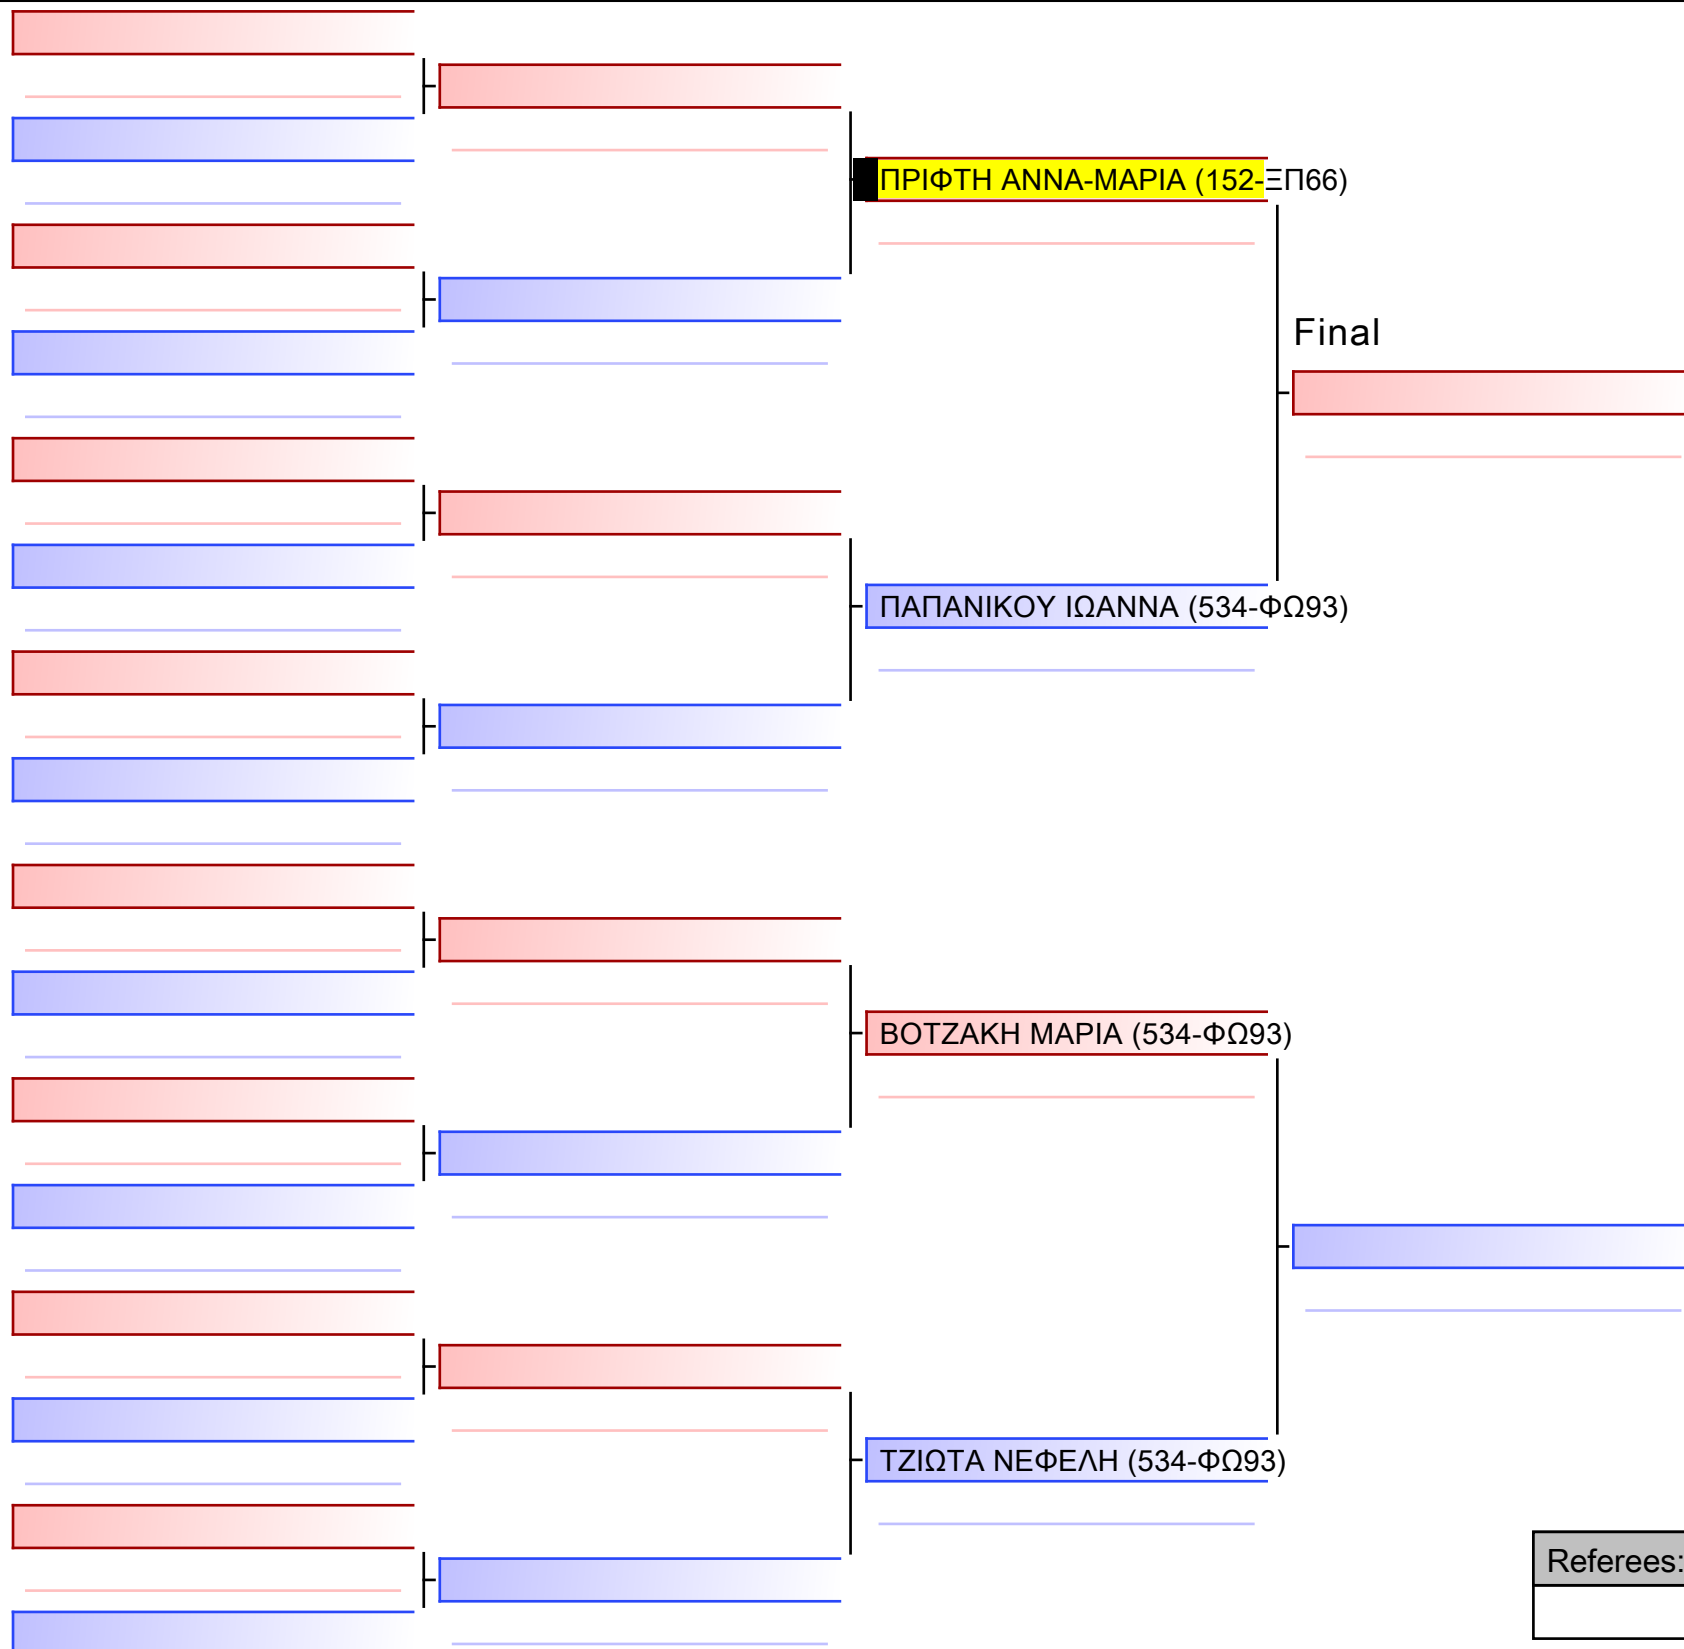 ΠΡΙΦΤΗ ΑΝΝΑ-ΜΑΡΙΑ (152-ΞΠ66)
Final
ΠΑΠΑΝΙΚΟΥ ΙΩΑΝΝΑ (534-ΦΩ93)
ΒΟΤΖΑΚΗ ΜΑΡΙΑ (534-ΦΩ93)
ΤΖΙΩΤΑ ΝΕΦΕΛΗ (534-ΦΩ93)
Referees: